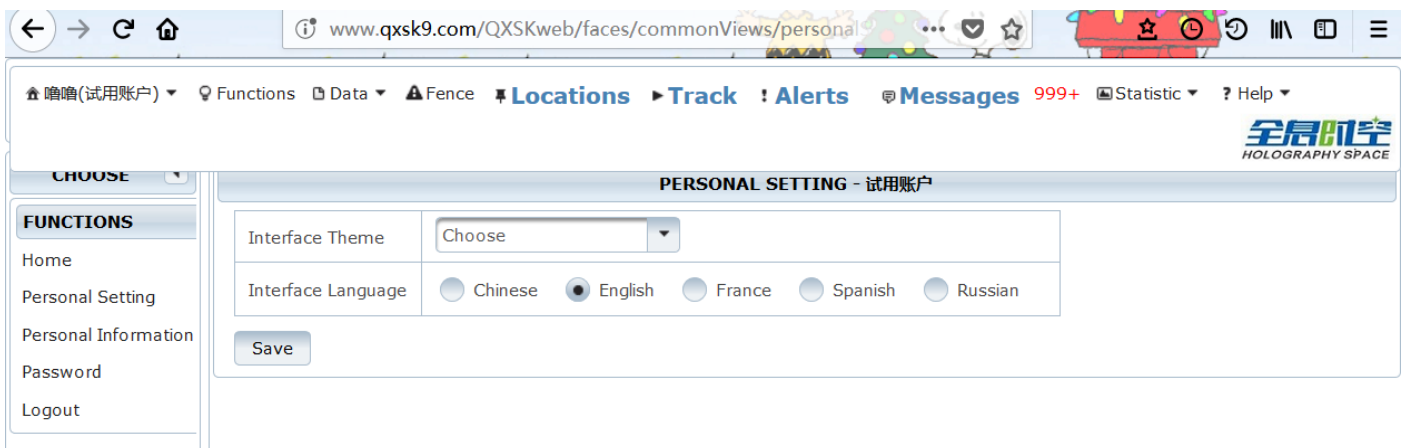 www.qxsk9.com/QXSKweb/faces/commonViews/personal
噜噜(试用账户) Functions Data Fence Locations Track Alerts Messages 999+ Statistic ? Help
全晨时空
HOLOGRAPHY SPACE
CHOOSE
PERSONAL SETTING - 试用账户
FUNCTIONS
Home
Personal Setting
Personal Information
Password
Logout
Interface Theme Choose
Interface Language Chinese English France Spanish Russian
Save